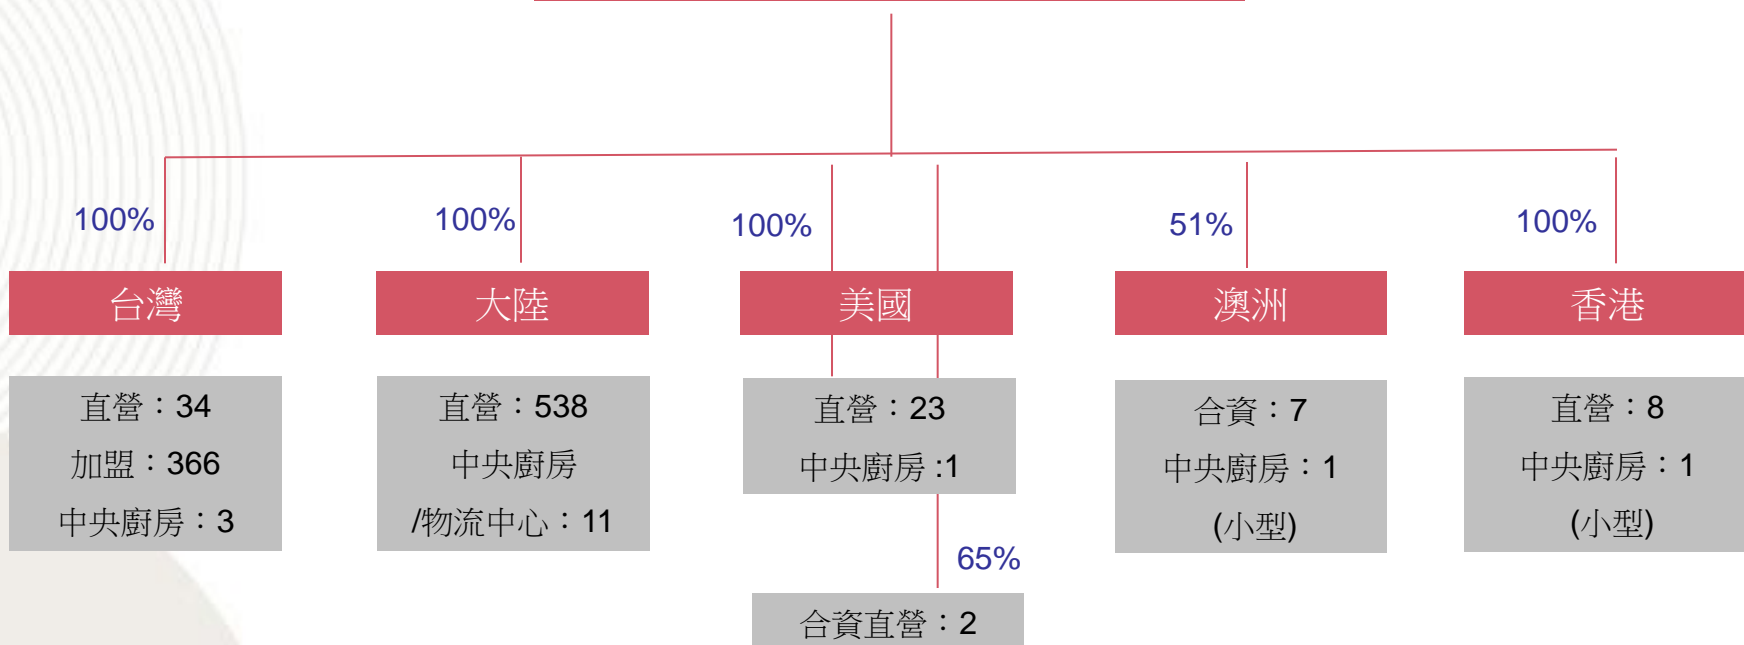 100%
100%
100%
51%
100%
台灣
大陸
美國
澳洲
香港
直營：34
加盟：366
中央廚房：3
直營：538
中央廚房
/物流中心：11
直營：23
中央廚房 :1
65%
合資直營：2
合資：7
中央廚房：1
(小型)
直營：8
中央廚房：1
(小型)